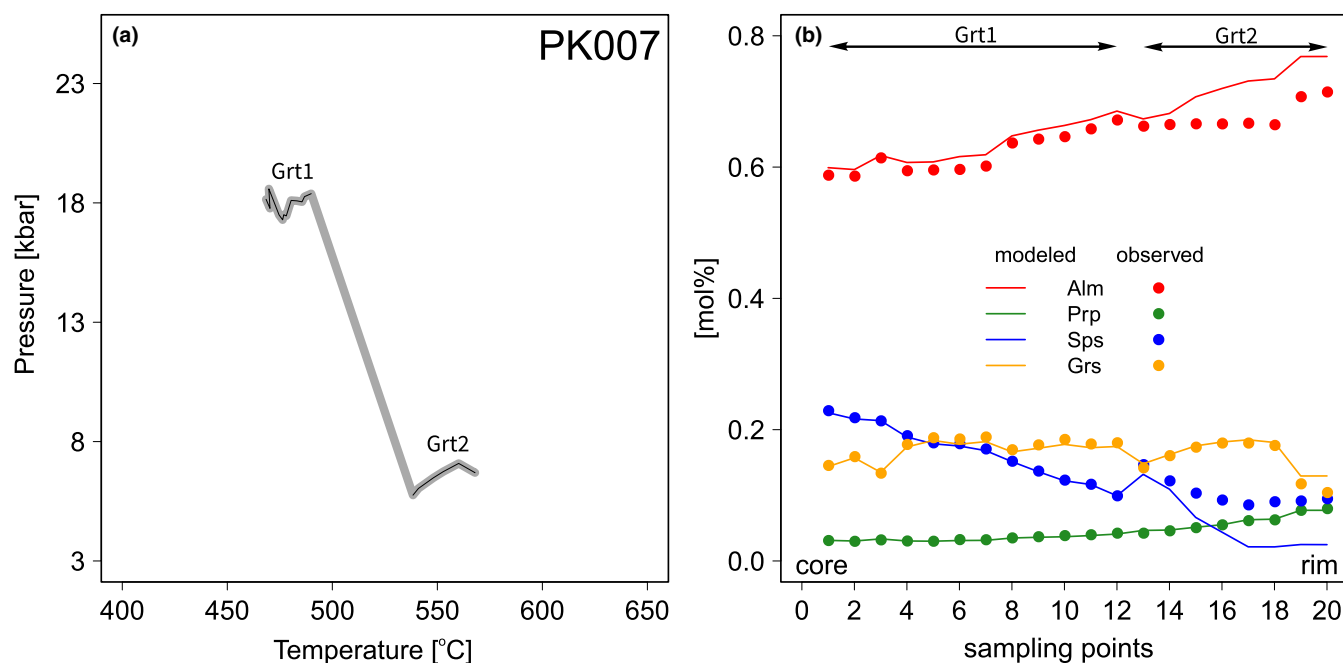 (a)
PK007
Grt1
Grt2
23
18
13
8
3
Pressure [kbar]
400 450 500 550 600 650
Temperature [°C]
(b)
Grt1
Grt2
0.8
0.6
0.4
0.2
0.0
[mol%]
modeled observed
Alm
Prp
Sps
Grs
core
rim
0 2 4 6 8 10 12 14 16 18 20
sampling points